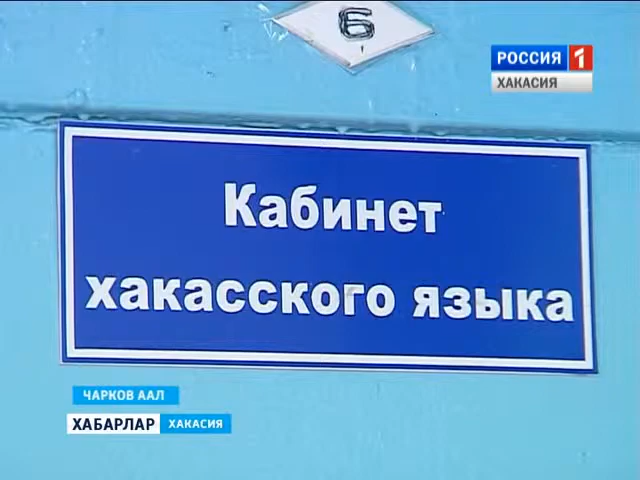 6
РОССИЯ 1
ХАКАСИЯ
Кабинет
хакасского языка
ЧАРКОВ ААЛ
ХАБАРЛАР ХАКАСИЯ